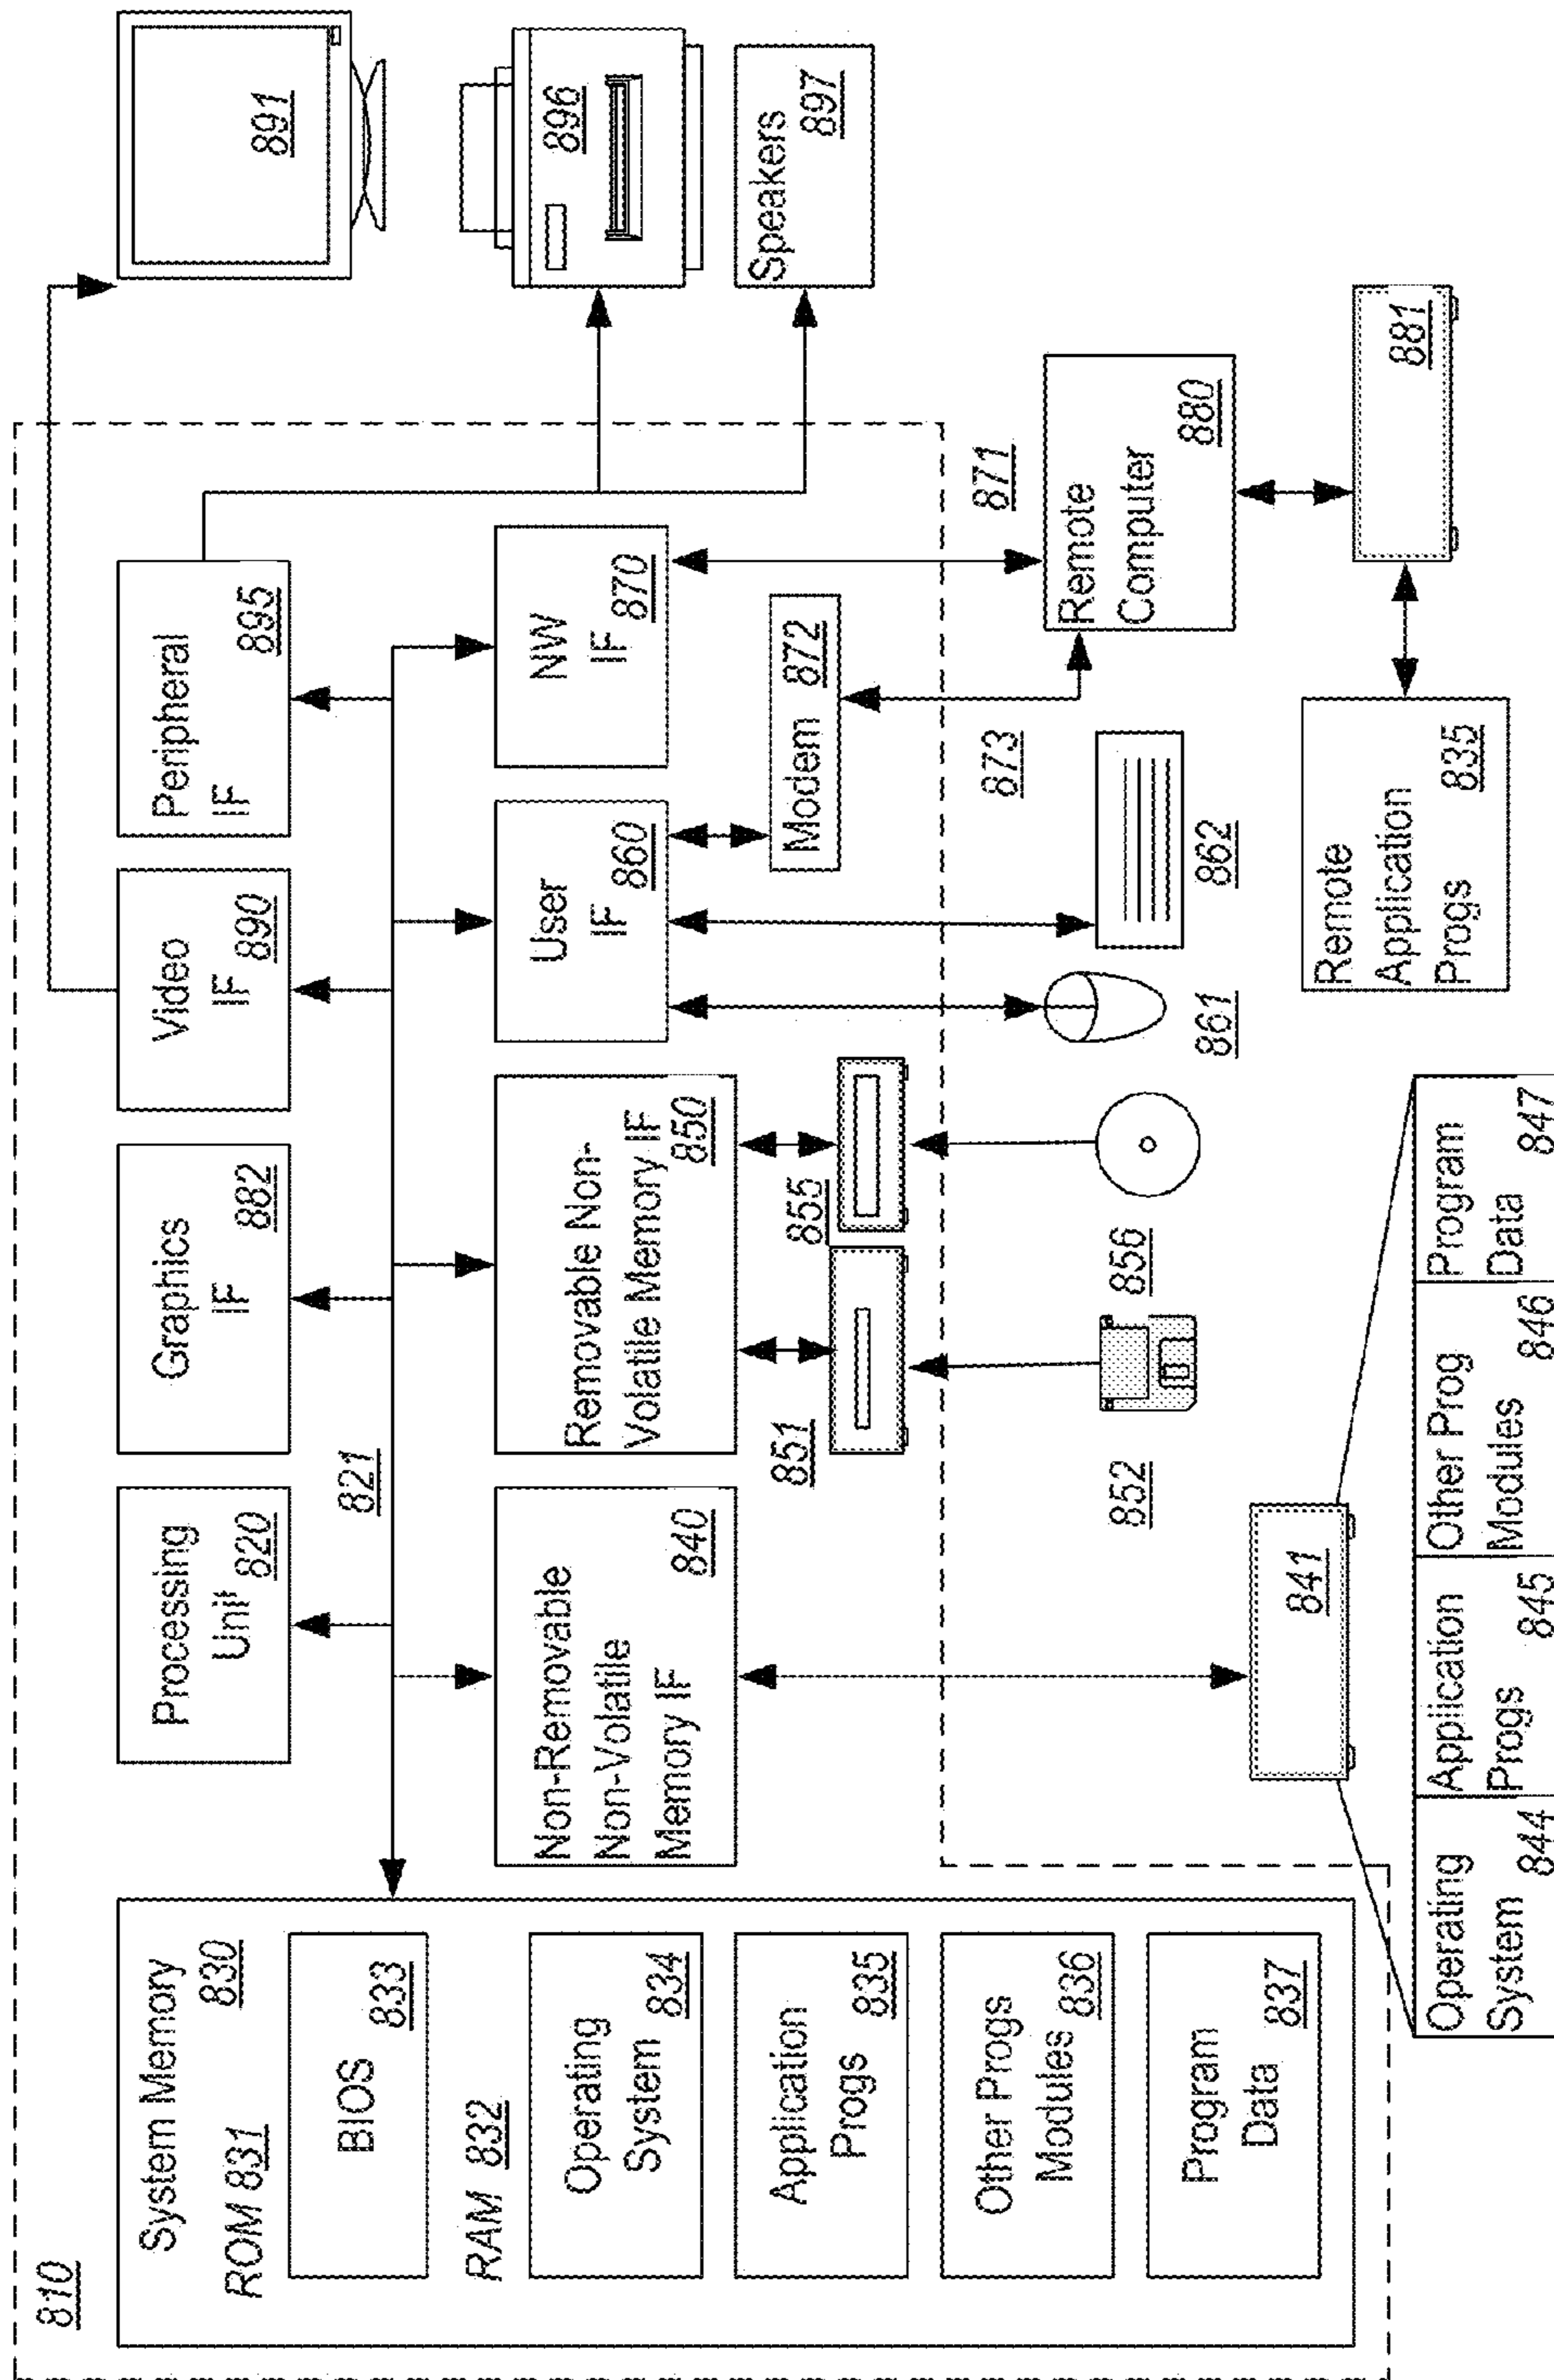 810
System Memory
830
ROM 831
BIOS
833
RAM 832
Operating
System
834
Application
Progs
835
Other Progs
Modules
836
Program
Data
837
Processing
Unit
820
Graphics
IF
882
Video
IF
890
Peripheral
IF
895
821
Non-Removable
Non-Volatile
Memory IF
840
Removable Non-
Volatile Memory IF
850
User
IF
860
NW
IF
870
851
855
Modem 872
852
856
861
862
873
871
Remote
Computer
880
881
Remote
Application
Progs
835
891
896
Speakers
897
841
Operating
System
844
Application
Progs
845
Other Prog
Modules
846
Program
Data
847